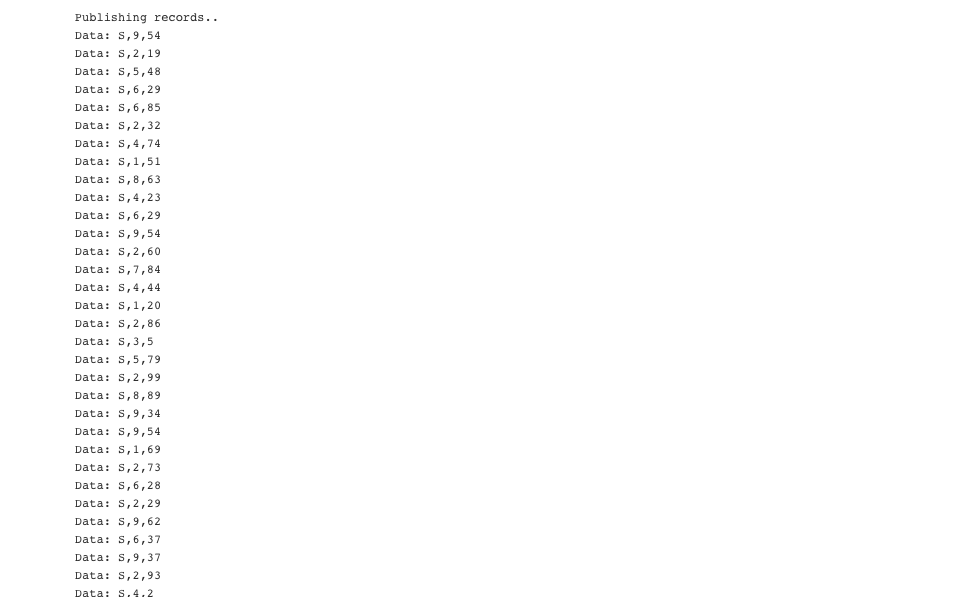 Publishing records..
Data: S,9,54
Data: S,2,19
Data: S,5,48
Data: S,6,29
Data: S,6,85
Data: S,2,32
Data: S,4,74
Data: S,1,51
Data: S,8,63
Data: S,4,23
Data: S,6,29
Data: S,9,54
Data: S,2,60
Data: S,7,84
Data: S,4,44
Data: S,1,20
Data: S,2,86
Data: S,3,5
Data: S,5,79
Data: S,2,99
Data: S,8,89
Data: S,9,34
Data: S,9,54
Data: S,1,69
Data: S,2,73
Data: S,6,28
Data: S,2,29
Data: S,9,62
Data: S,6,37
Data: S,9,37
Data: S,2,93
Data: S,4,2